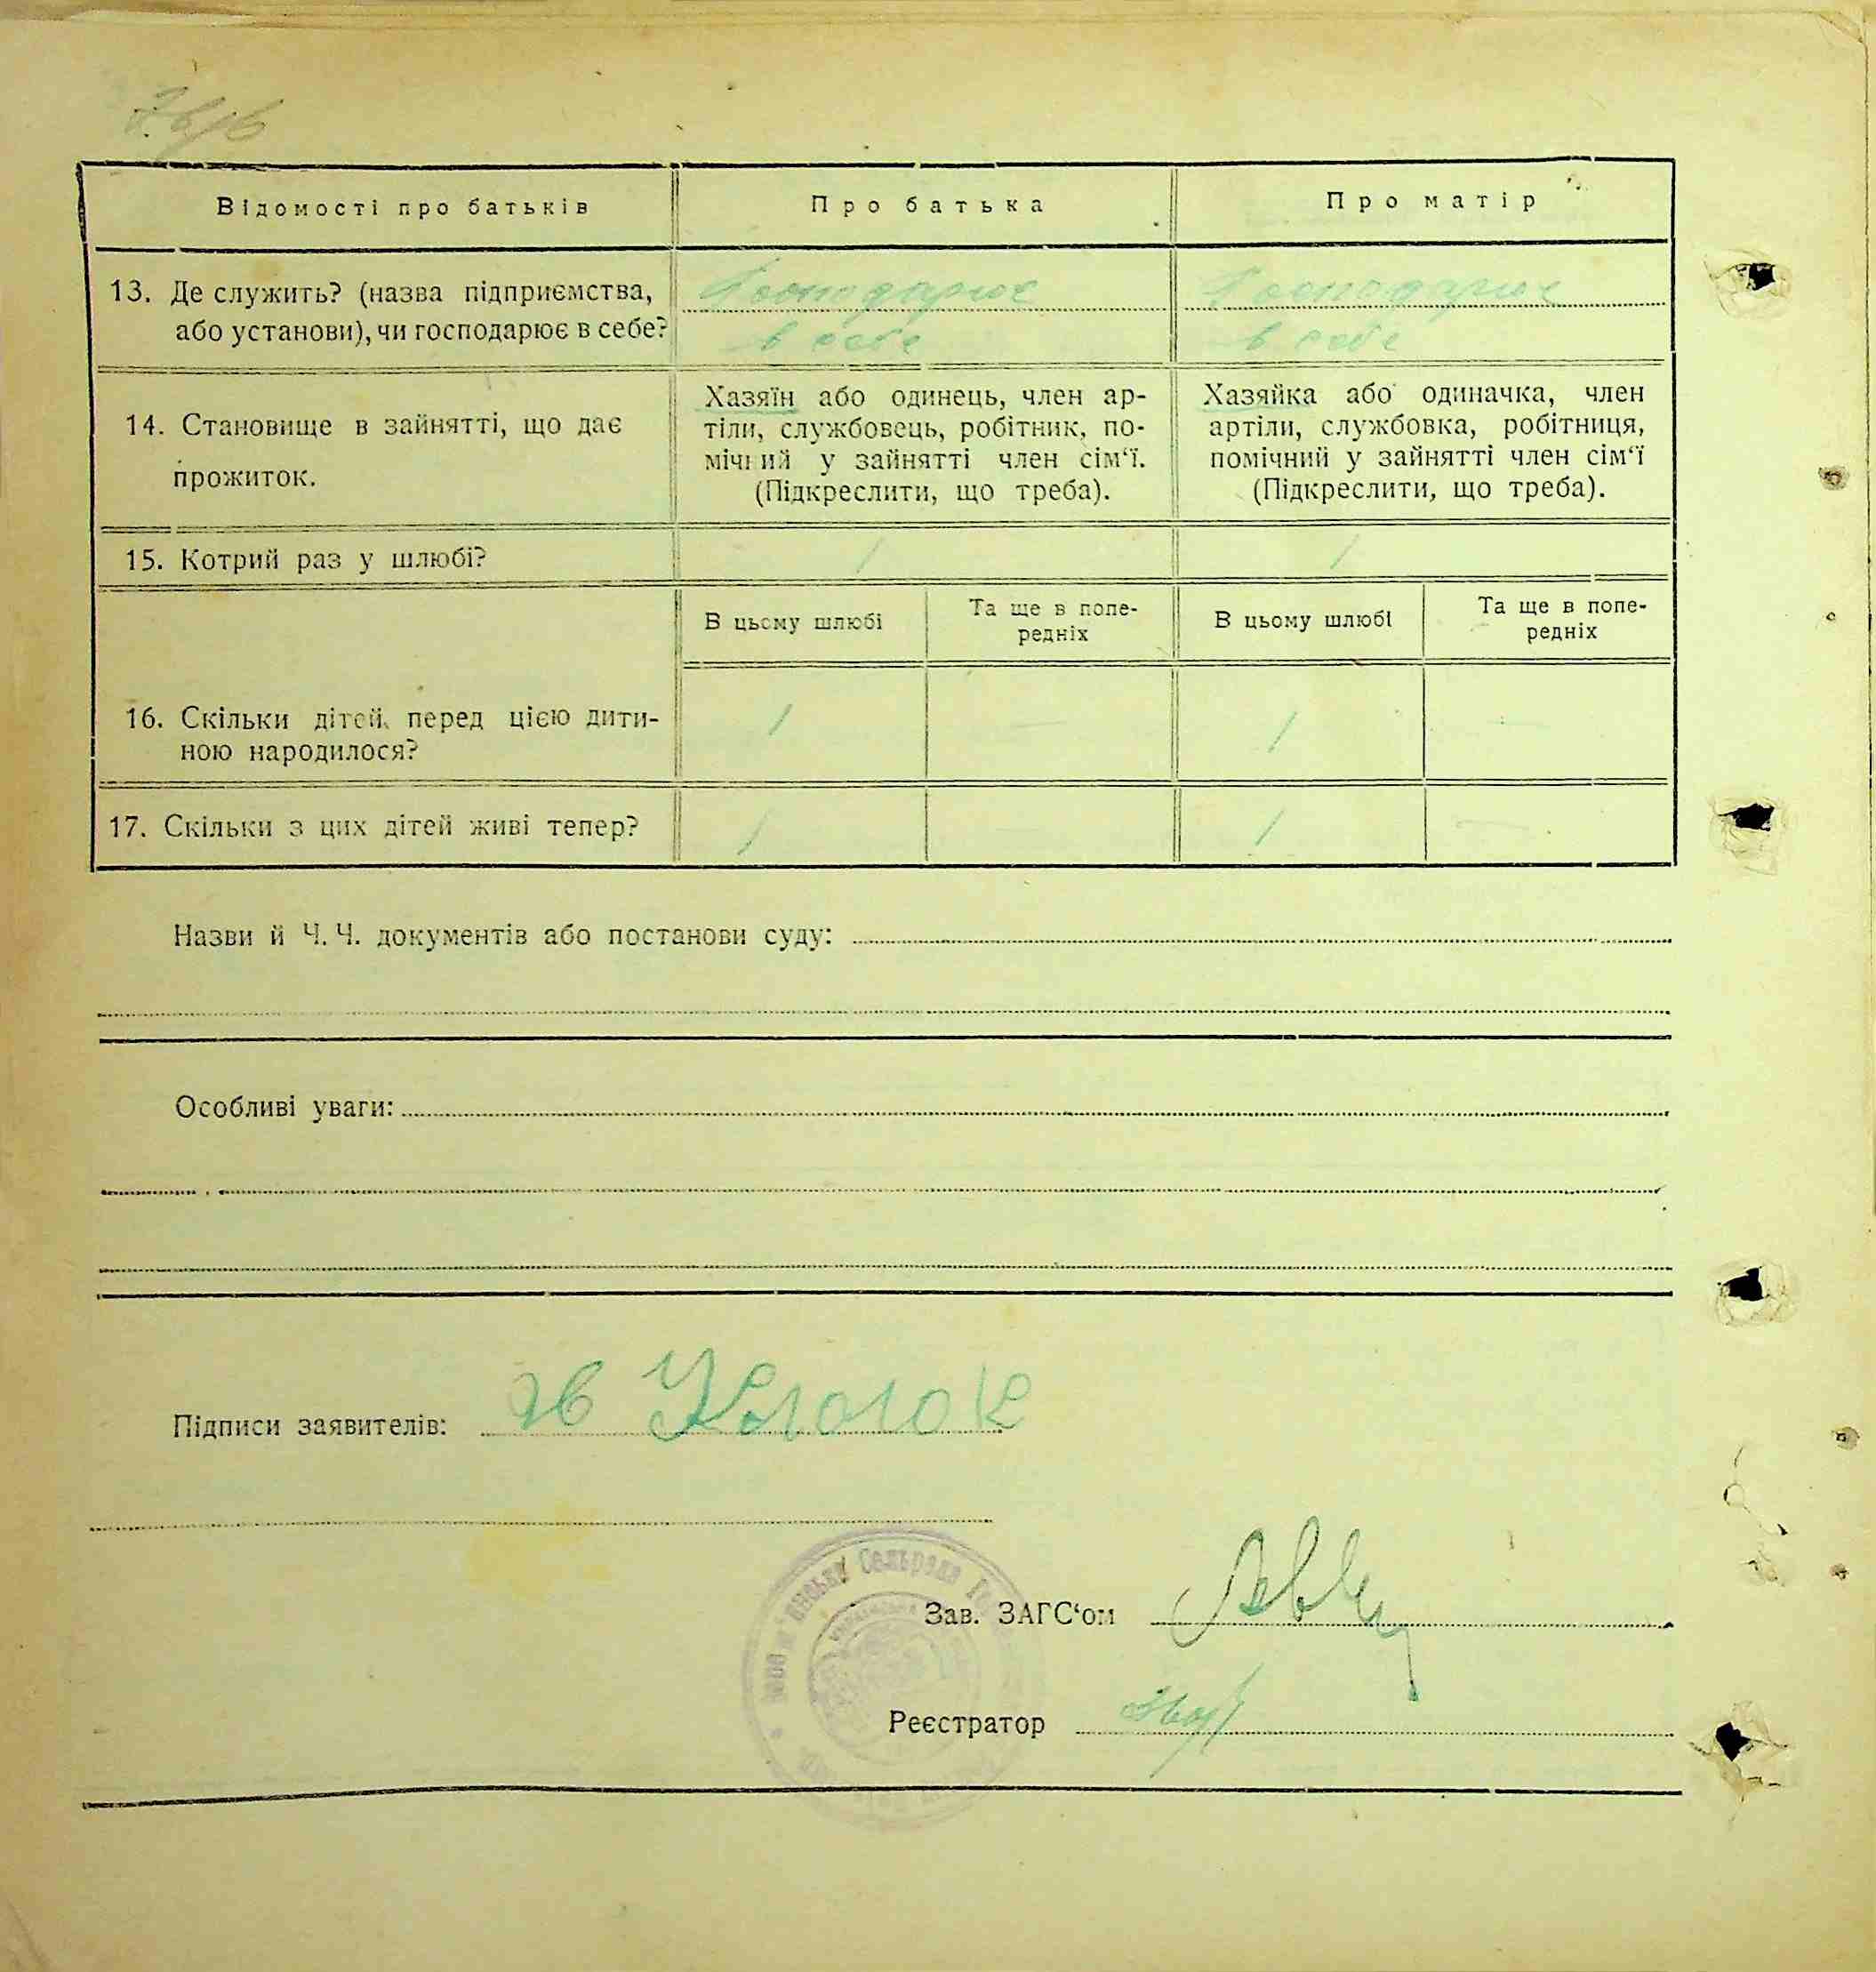 Відомості про батьків
Про батька
Про матір
13. Де служить? (назва підприємства,
або установи), чи господарює в себе?
Господарює
в себе
Господарює
в себе
14. Становище в зайнятті, що дає
прожиток.
Хазяїн або одинець, член ар-
тіли, службовець, робітник, по-
мічний у зайнятті член сім‘ї.
(Підкреслити, що треба).
Хазяйка або одиначка, член
артіли, службовка, робітниця,
помічний у зайнятті член сім‘ї
(Підкреслити, що треба).
15. Котрий раз у шлюбі?
1
1
В цьому шлюбі
Та ще в попе-
редніх
В цьому шлюбі
Та ще в попе-
редніх
16. Скільки дітей перед цією дити-
ною народилося?
1
—
1
—
17. Скільки з цих дітей живі тепер?
1
1
—
Назви й Ч. Ч. документів або постанови суду:
Особливі уваги:
Підписи заявителів:
Сельрада
Зав. ЗАГС‘ом
Реєстратор